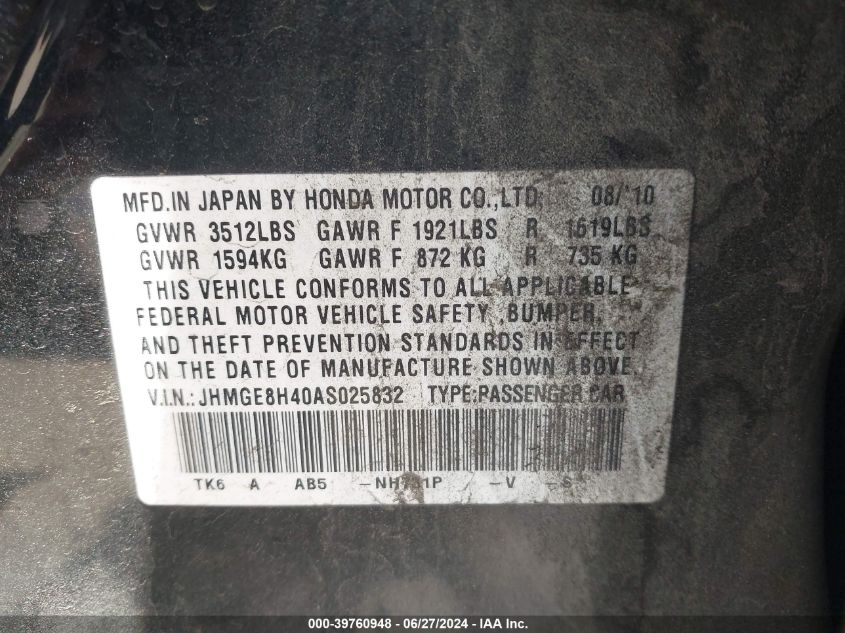 MFD.IN JAPAN BY HONDA MOTOR CO.,LTD. 08/'10
GVWR 3512LBS GAWR F 1921LBS R 1619LBS
GVWR 1594KG GAWR F 872 KG R 735 KG
THIS VEHICLE CONFORMS TO ALL APPLICABLE
FEDERAL MOTOR VEHICLE SAFETY, BUMPER,
AND THEFT PREVENTION STANDARDS IN EFFECT
ON THE DATE OF MANUFACTURE SHOWN ABOVE.
V.I.N.: JHMGE8H40AS025832 TYPE:PASSENGER CAR
TK6 A AB5 -NH731P -V -S
000-39760948 - 06/27/2024 - IAA Inc.